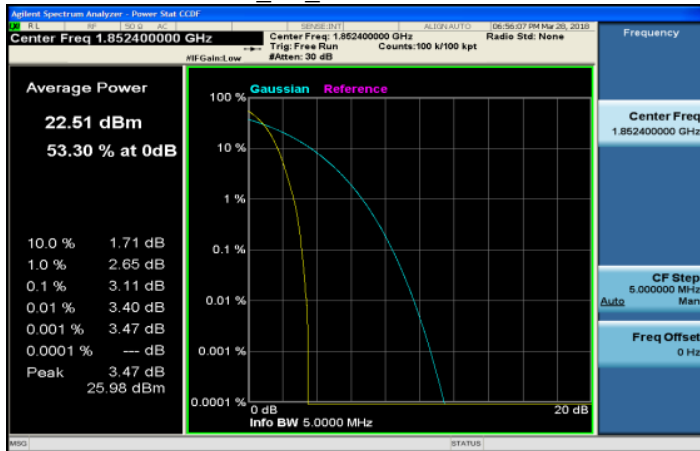 Agilent Spectrum Analyzer - Power Stat CCDF
RL RF 50 Ω AC SENSE:INT ALIGN AUTO 06:56:07 PM Mar 28, 2018
Center Freq 1.852400000 GHz
Center Freq: 1.852400000 GHz
Radio Std: None
Trig: Free Run
Counts:100 k/100 kpt
#IFGain:Low
#Atten: 30 dB
Frequency
Average Power
22.51 dBm
53.30 % at 0dB
10.0 % 1.71 dB
1.0 % 2.65 dB
0.1 % 3.11 dB
0.01 % 3.40 dB
0.001 % 3.47 dB
0.0001 % --- dB
Peak 3.47 dB
25.98 dBm
Gaussian Reference
100 %
10 %
1 %
0.1 %
0.01 %
0.001 %
0.0001 %
0 dB
20 dB
Info BW 5.0000 MHz
Center Freq
1.852400000 GHz
CF Step
5.000000 MHz
Auto Man
Freq Offset
0 Hz
MSG
STATUS